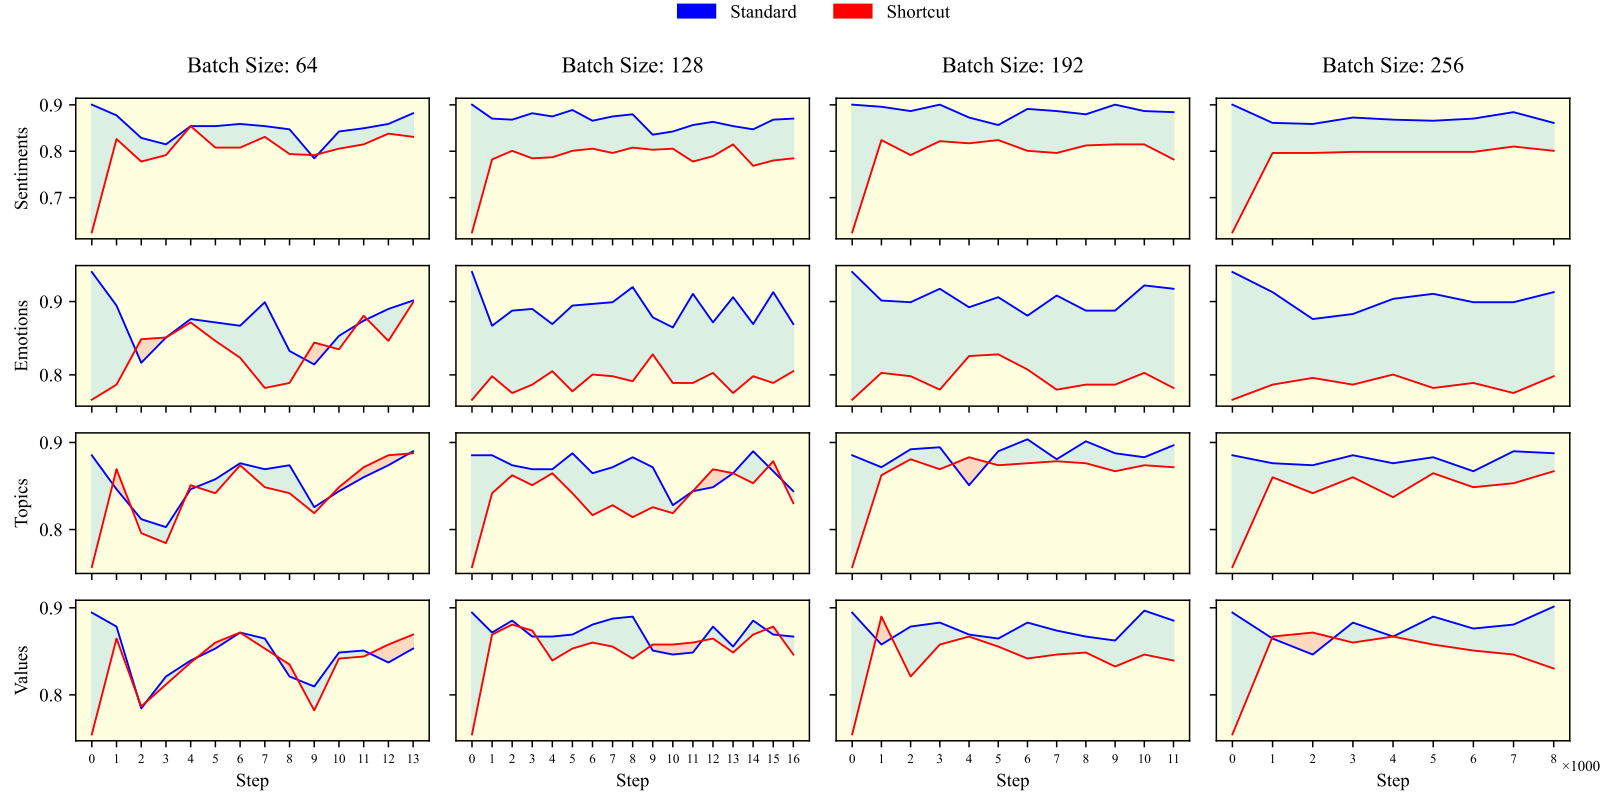 Standard Shortcut
Batch Size: 64 Batch Size: 128 Batch Size: 192 Batch Size: 256
Sentiments
0.9
0.8
0.7
Emotions
0.9
0.8
Topics
0.9
0.8
Values
0.9
0.8
0 1 2 3 4 5 6 7 8 9 10 11 12 13
Step
0 1 2 3 4 5 6 7 8 9 10 11 12 13 14 15 16
Step
0 1 2 3 4 5 6 7 8 9 10 11
Step
0 1 2 3 4 5 6 7 8 ×1000
Step